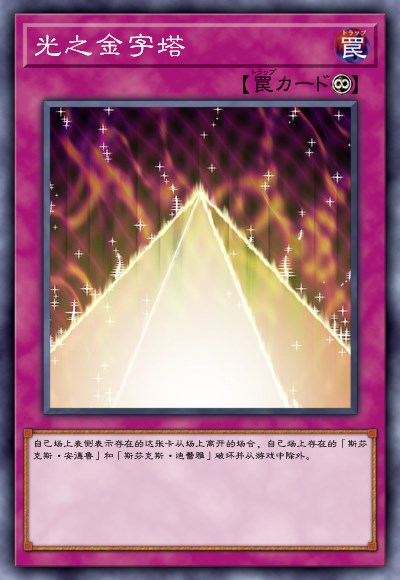 光之金字塔
トラップ
罠
トラップ
【罠カード】
自己场上表侧表示存在的这张卡从场上离开的场合，自己场上存在的「斯芬
克斯·安德鲁」和「斯芬克斯·迪蕾雅」破坏并从游戏中除外。